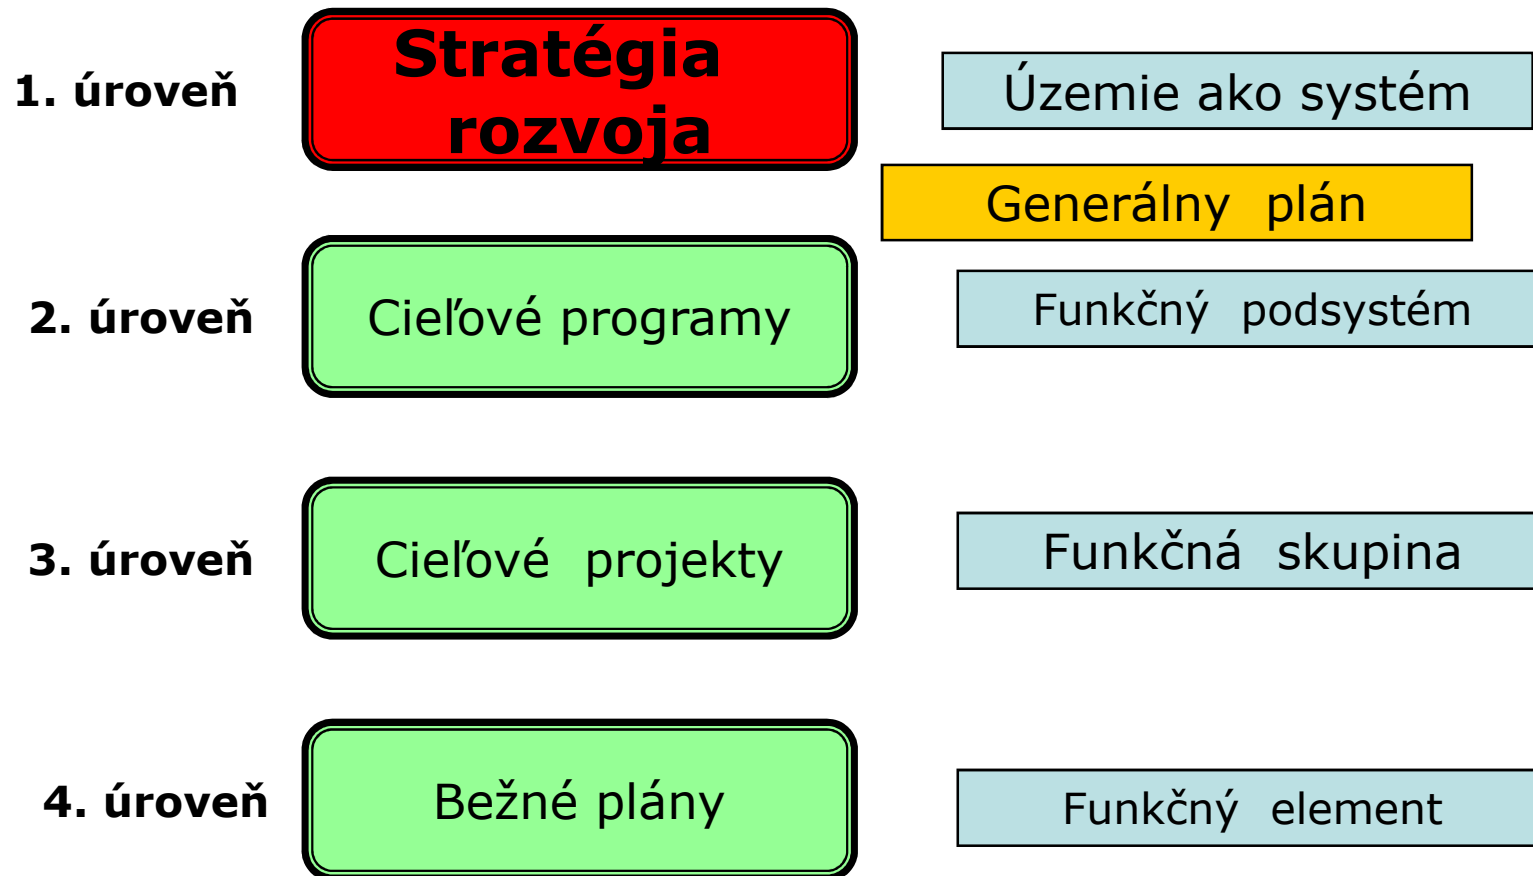 1. úroveň
Stratégia
rozvoja
Územie ako systém
Generálny plán
2. úroveň
Cieľové programy
Funkčný podsystém
3. úroveň
Cieľové projekty
Funkčná skupina
4. úroveň
Bežné plány
Funkčný element